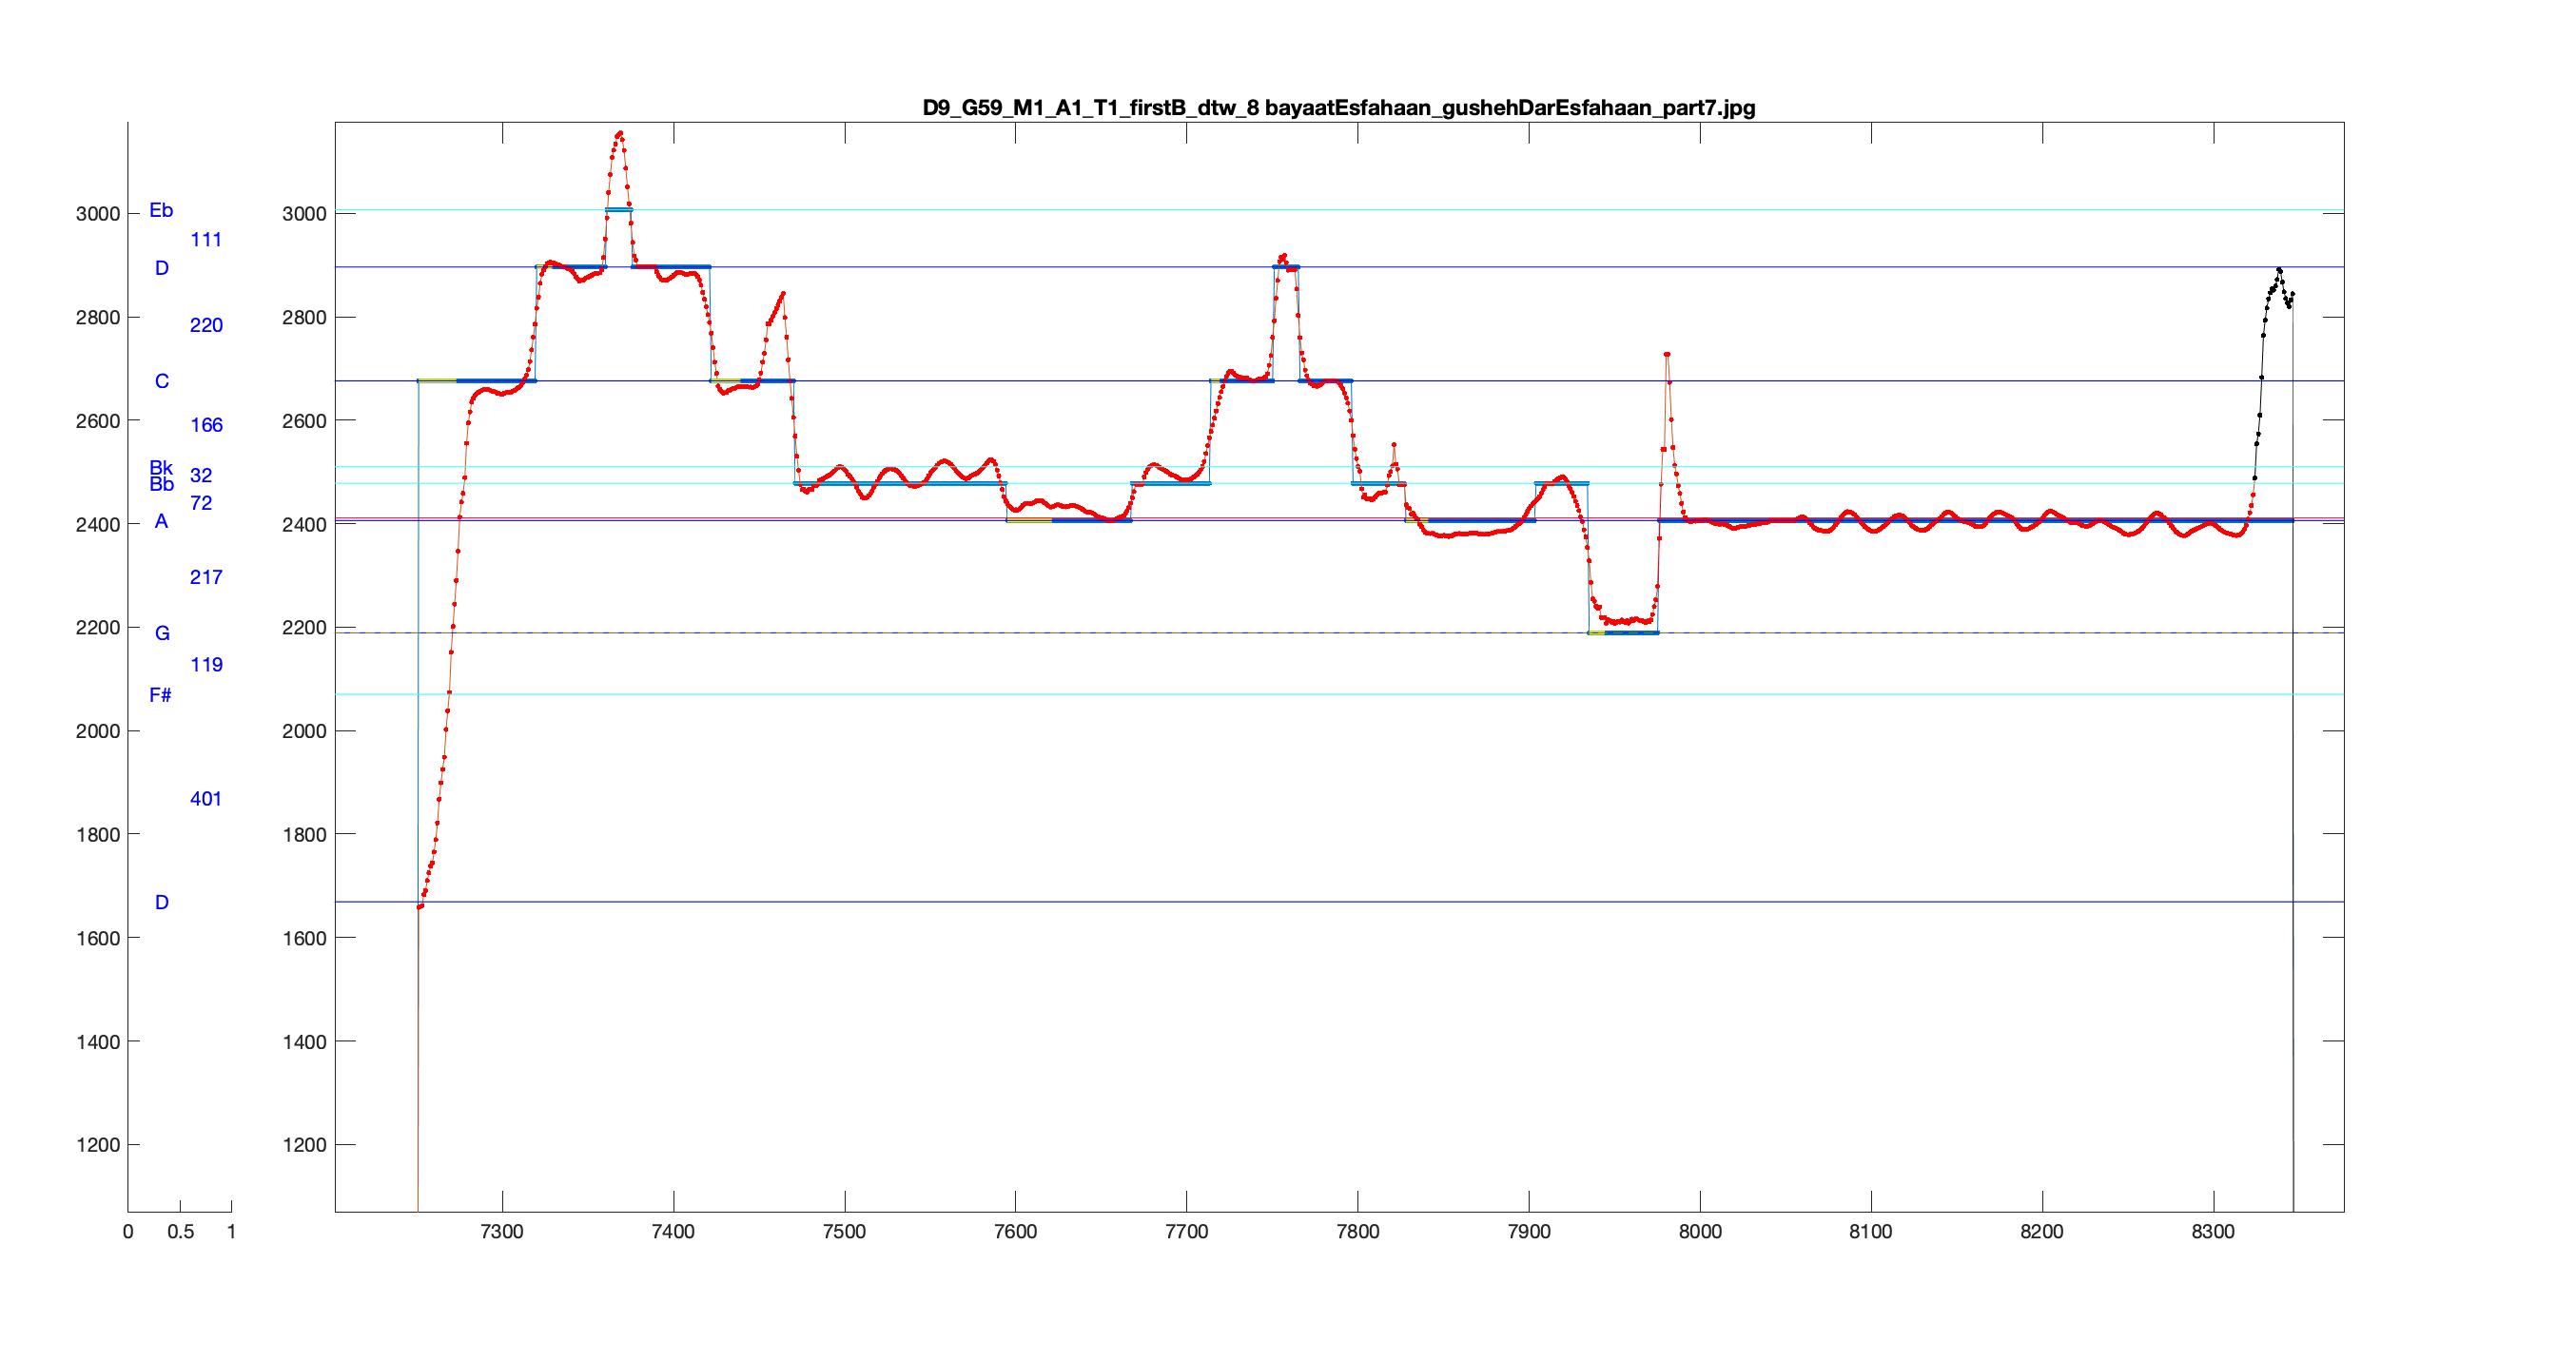 D9_G59_M1_A1_T1_firstB_dtw_8 bayaatEsfahaan_gushehDarEsfahaan_part7.jpg
3000 Eb 3000
111
D
220
2800 2800
C
166
2600 2600
Bk
32
Bb
72
A
2400 2400
217
2200 G 2200
119
F#
2000 2000
401
1800 1800
D
1600 1600
1400 1400
1200 1200
0 0.5 1 7300 7400 7500 7600 7700 7800 7900 8000 8100 8200 8300